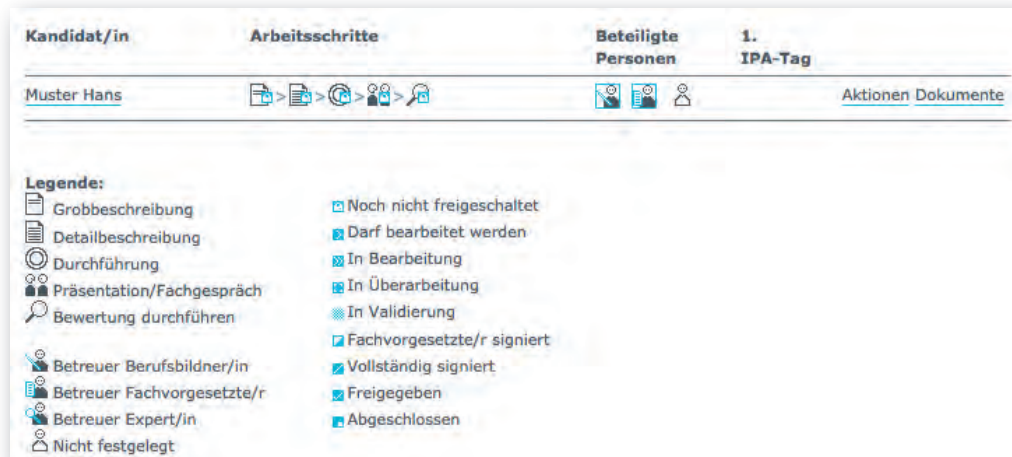 Kandidat/in Arbeitsschritte Beteiligte Personen 1. IPA-Tag
Muster Hans > > > > Aktionen Dokumente
Legende:
Grobbeschreibung
Detailbeschreibung
Durchführung
Präsentation/Fachgespräch
Bewertung durchführen
Betreuer Berufsbildner/in
Betreuer Fachvorgesetzte/r
Betreuer Expert/in
Nicht festgelegt
Noch nicht freigeschaltet
Darf bearbeitet werden
In Bearbeitung
In Überarbeitung
In Validierung
Fachvorgesetzte/r signiert
Vollständig signiert
Freigegeben
Abgeschlossen